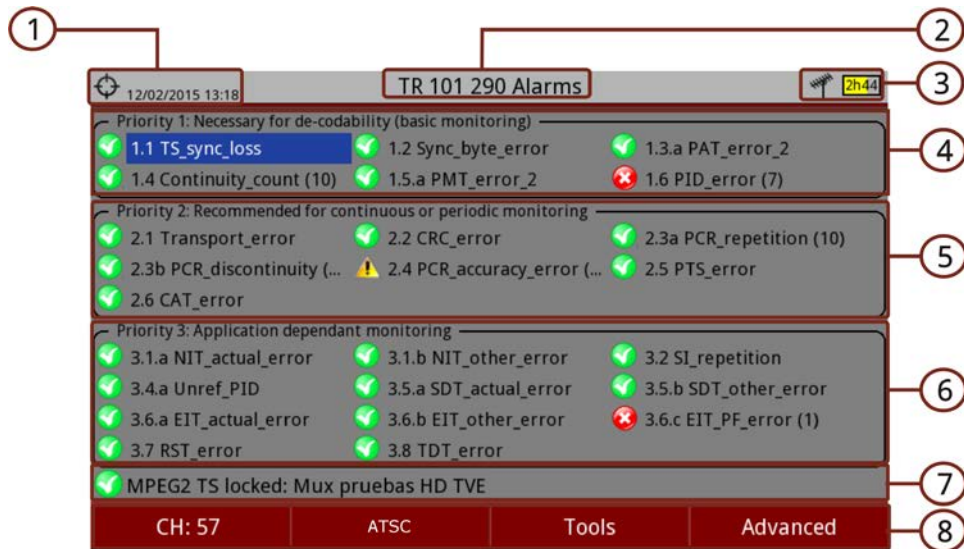 1
2
3
12/02/2015 13:18 TR 101 290 Alarms 2h44
Priority 1: Necessary for de-codability (basic monitoring)
1.1 TS_sync_loss 1.2 Sync_byte_error 1.3.a PAT_error_2
4
1.4 Continuity_count (10) 1.5.a PMT_error_2 1.6 PID_error (7)
Priority 2: Recommended for continuous or periodic monitoring
2.1 Transport_error 2.2 CRC_error 2.3a PCR_repetition (10)
5
2.3b PCR_discontinuity (... 2.4 PCR_accuracy_error (... 2.5 PTS_error
2.6 CAT_error
Priority 3: Application dependant monitoring
3.1.a NIT_actual_error 3.1.b NIT_other_error 3.2 SI_repetition
3.4.a Unref_PID 3.5.a SDT_actual_error 3.5.b SDT_other_error
6
3.6.a EIT_actual_error 3.6.b EIT_other_error 3.6.c EIT_PF_error (1)
3.7 RST_error 3.8 TDT_error
MPEG2 TS locked: Mux pruebas HD TVE
7
CH: 57 ATSC Tools Advanced
8